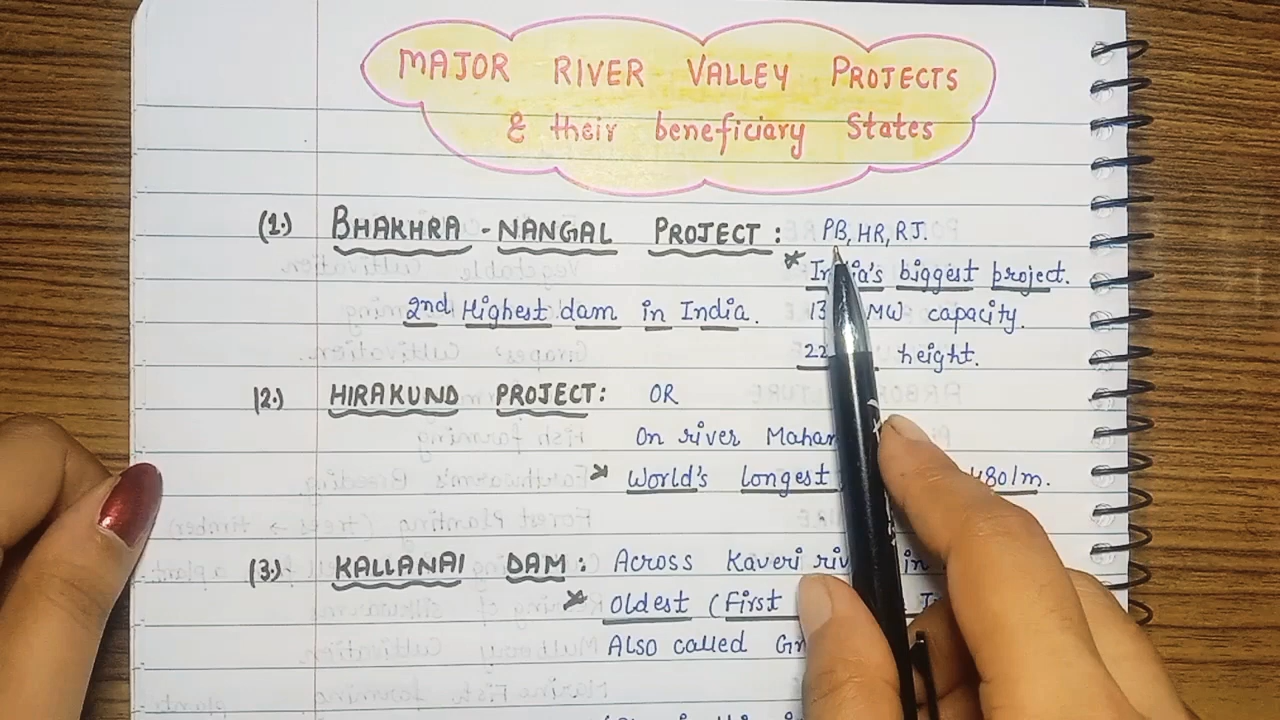 MAJOR RIVER VALLEY PROJECTS
& their beneficiary States
(1.) BHAKHRA - NANGAL PROJECT : PB, HR, RJ.
* India's biggest project.
2nd Highest dam in India. MW capacity.
height.
(2.) HIRAKUND PROJECT: OR
On river
* World's longest 4801m.
(3.) KALLANAI DAM : Across Kaveri in
* Oldest (First
Also called